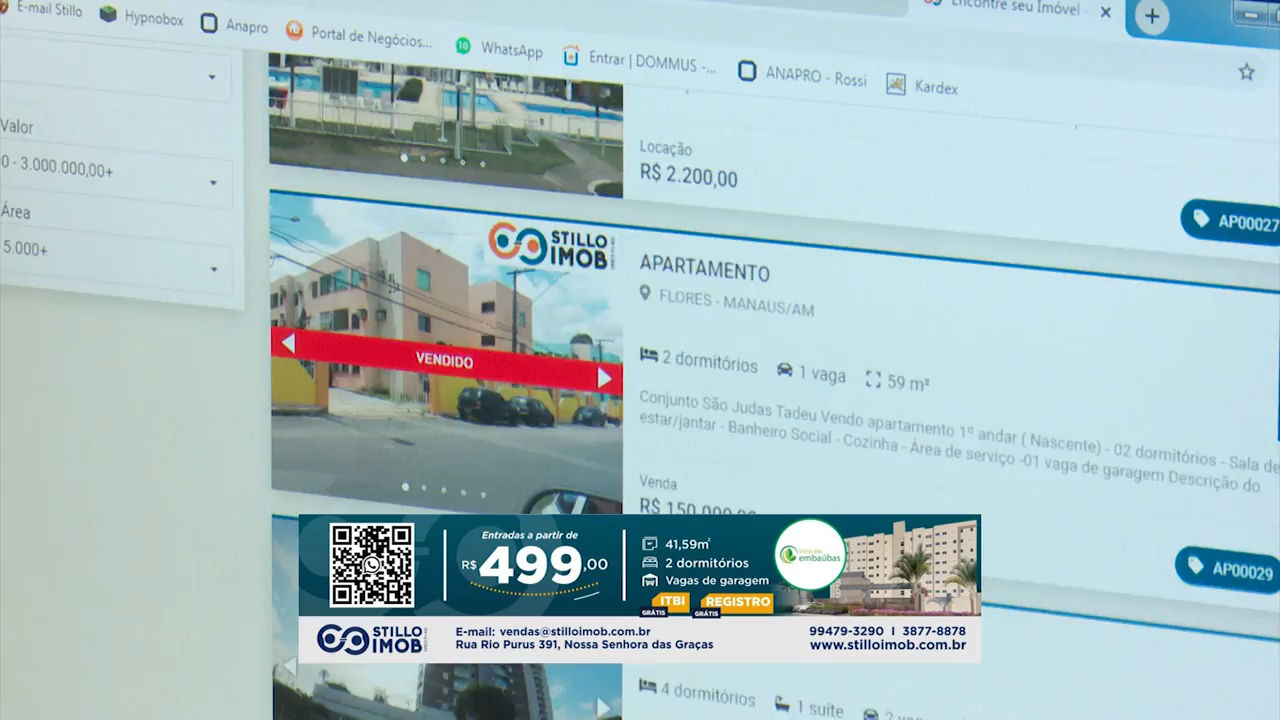 E-mail Stillo
Hypnobox
Anapro
Portal de Negócios...
WhatsApp
Entrar | DOMMUS -...
ANAPRO - Rossi
Kardex
Encontre seu Imóvel
Valor
0 - 3.000.000,00+
Área
5.000+
Locação
R$ 2.200,00
AP00027
STILLO
IMOB
VENDIDO
APARTAMENTO
FLORES - MANAUS/AM
2 dormitórios
1 vaga
59 m²
Conjunto São Judas Tadeu Vendo apartamento 1º andar ( Nascente) - 02 dormitórios - Sala de
estar/jantar - Banheiro Social - Cozinha - Área de serviço -01 vaga de garagem Descrição do
Venda
R$ 150.000,00
AP00029
Entradas a partir de
R$ 499,00
41,59m²
2 dormitórios
Vagas de garagem
ITBI
GRÁTIS
REGISTRO
GRÁTIS
Vista das
embaúbas
STILLO
IMOB
E-mail: vendas@stilloimob.com.br
Rua Rio Purus 391, Nossa Senhora das Graças
99479-3290 | 3877-8878
www.stilloimob.com.br
4 dormitórios
1 suíte